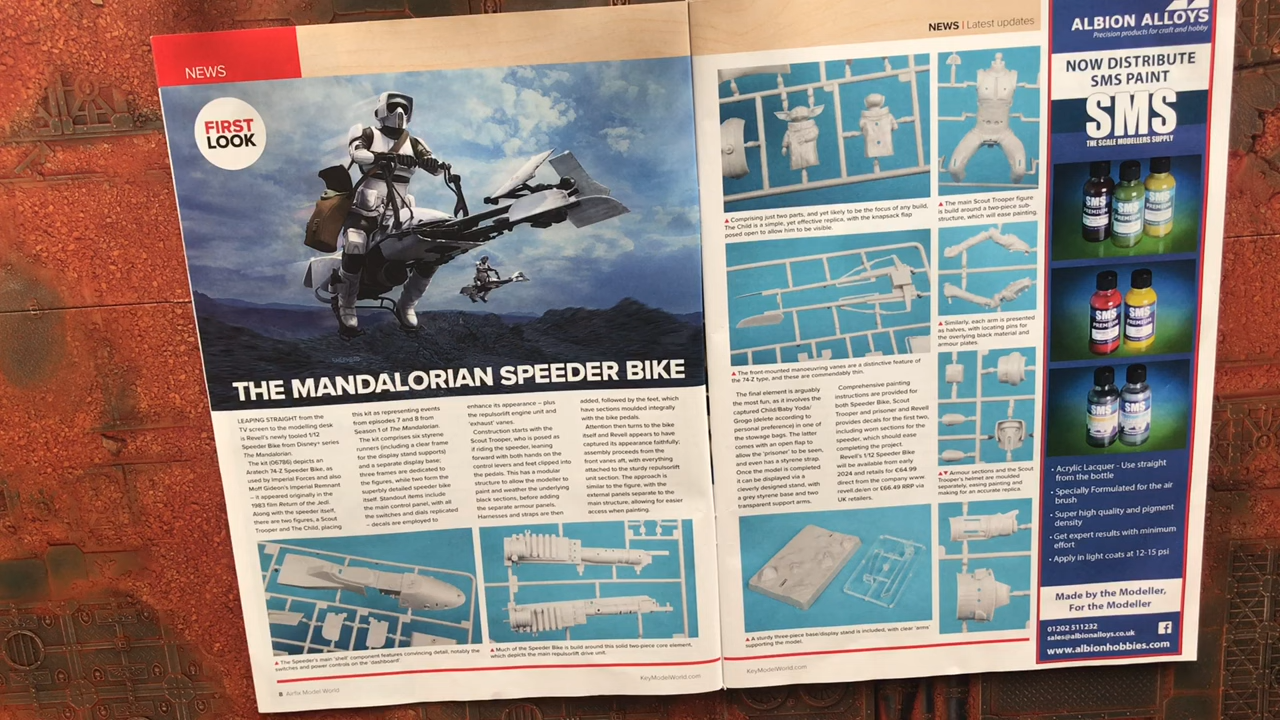 NEWS
FIRST
LOOK
THE MANDALORIAN SPEEDER BIKE
LEAPING STRAIGHT from the
TV screen to the modelling desk
is Revell's newly tooled 1/12
Speeder Bike from Disney+ series
The Mandalorian.
The kit (06786) depicts an
Aratech 74-Z Speeder Bike, as
used by Imperial Forces and also
Moff Gideon's Imperial Remnant
– it appeared originally in the
1983 film Return of the Jedi.
Along with the speeder itself,
there are two figures, a Scout
Trooper and The Child, placing
this kit as representing events
from episodes 7 and 8 from
Season 1 of The Mandalorian.
The kit comprises six styrene
runners (including a clear frame
for the display stand supports)
and a separate display base;
three frames are dedicated to
the figures, while two form the
superbly detailed speeder bike
itself. Standout items include
the main control panel, with all
the switches and dials replicated
– decals are employed to
enhance its appearance – plus
the repulsorlift engine unit and
'exhaust' vanes.
Construction starts with the
Scout Trooper, who is posed as
if riding the speeder, leaning
forward with both hands on the
control levers and feet clipped into
the pedals. This has a modular
structure to allow the modeller to
paint and weather the underlying
black sections, before adding
the separate armour panels.
Harnesses and straps are then
added, followed by the feet, which
have sections moulded integrally
with the bike pedals.
Attention then turns to the bike
itself and Revell appears to have
captured its appearance faithfully;
assembly proceeds from the
front vanes aft, with everything
attached to the sturdy repulsorlift
unit section. The approach is
similar to the figure, with the
external panels separate to the
main structure, allowing for easier
access when painting.
▲ The Speeder's main 'shelf' component features convincing detail, notably the
switches and power controls on the 'dashboard'.
▲ Much of the Speeder Bike is build around this solid two-piece core element,
which depicts the main repulsorlift drive unit.
8 Airfix Model World
KeyModelWorld.com
NEWS | Latest updates
▲ Comprising just two parts, and yet likely to be the focus of any build,
The Child is a simple, yet effective replica, with the knapsack flap
posed open to allow him to be visible.
▲ The main Scout Trooper figure
is build around a two-piece sub-
structure, which will ease painting.
▲ Similarly, each arm is presented
as halves, with locating pins for
the overlying black material and
armour plates.
▲ The front-mounted manoeuvring vanes are a distinctive feature of
the 74-Z type, and these are commendably thin.
The final element is arguably
the most fun, as it involves the
captured Child/Baby Yoda/
Grogu (delete according to
personal preference) in one of
the stowage bags. The latter
comes with an open flap to
allow the 'prisoner' to be seen,
and even has a styrene strap.
Once the model is completed
it can be displayed via a
cleverly designed stand, with
a grey styrene base and two
transparent support arms.
Comprehensive painting
instructions are provided for
both Speeder Bike, Scout
Trooper and prisoner and Revell
provides decals for the first two,
including worn sections for the
speeder, which should ease
completing the project.
Revell's 1/12 Speeder Bike
will be available from early
2024 and retails for €64.99
direct from the company www.
revell.de/en or £66.49 RRP via
UK retailers.
▲▼ Armour sections and the Scout
Trooper's helmet are moulded
separately, easing painting and
making for an accurate replica.
▲ A sturdy three-piece base/display stand is included, with clear 'arms'
supporting the model.
KeyModelWorld.com
ALBION ALLOYS
Precision products for craft and hobby
NOW DISTRIBUTE
SMS PAINT
SMS
THE SCALE MODELLERS SUPPLY
SMS
PREMIUM
SMS
PREMIUM
SMS
PREMIUM
SMS
PREMIUM
SMS
PREMIUM
SMS
SMS
• Acrylic Lacquer - Use straight
from the bottle
• Specially Formulated for the air
brush
• Super high quality and pigment
density
• Get expert results with minimum
effort
• Apply in light coats at 12-15 psi
Made by the Modeller,
For the Modeller
01202 511232
sales@albionalloys.co.uk
www.albionhobbies.com